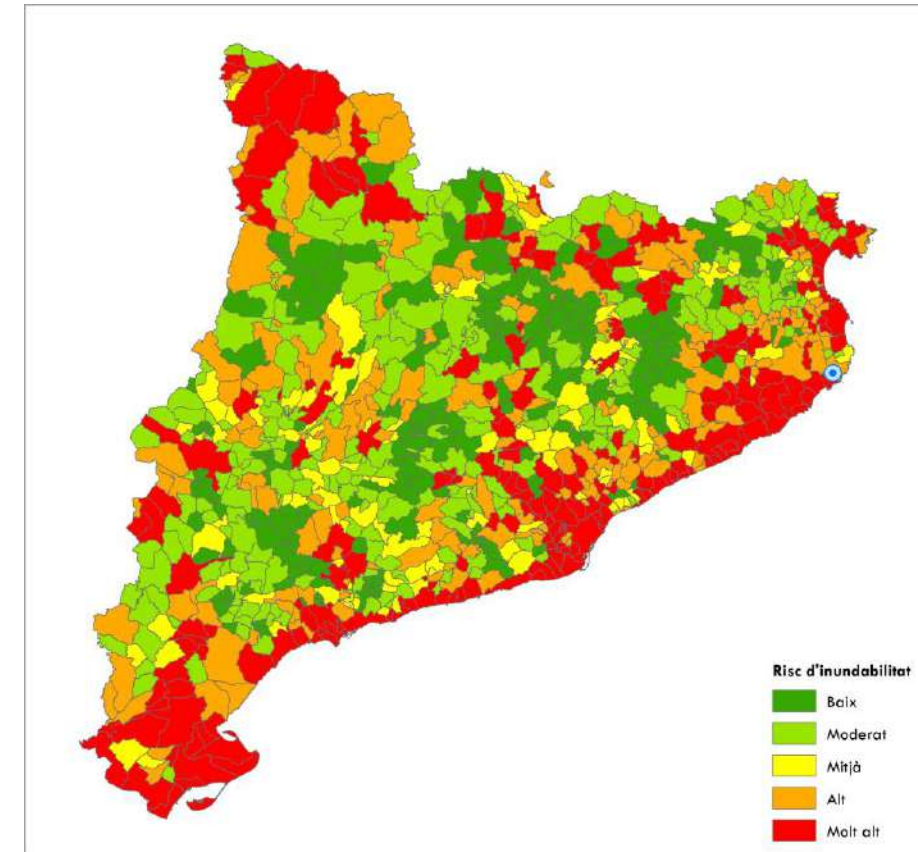 Risc d'inundabilitat
Baix
Moderat
Mitjà
Alt
Molt alt